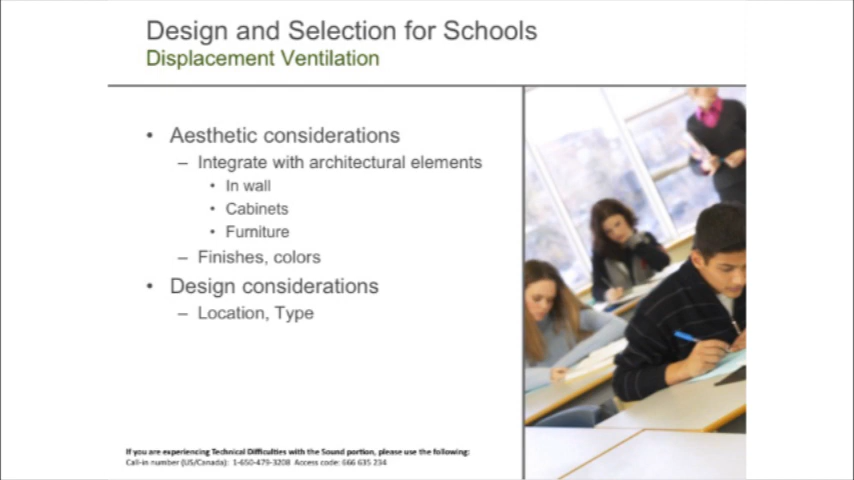 Design and Selection for Schools
Displacement Ventilation
• Aesthetic considerations
– Integrate with architectural elements
• In wall
• Cabinets
• Furniture
– Finishes, colors
• Design considerations
– Location, Type
If you are experiencing Technical Difficulties with the Sound portion, please use the following:
Call-in number (US/Canada): 1-650-479-3208 Access code: 666 635 234